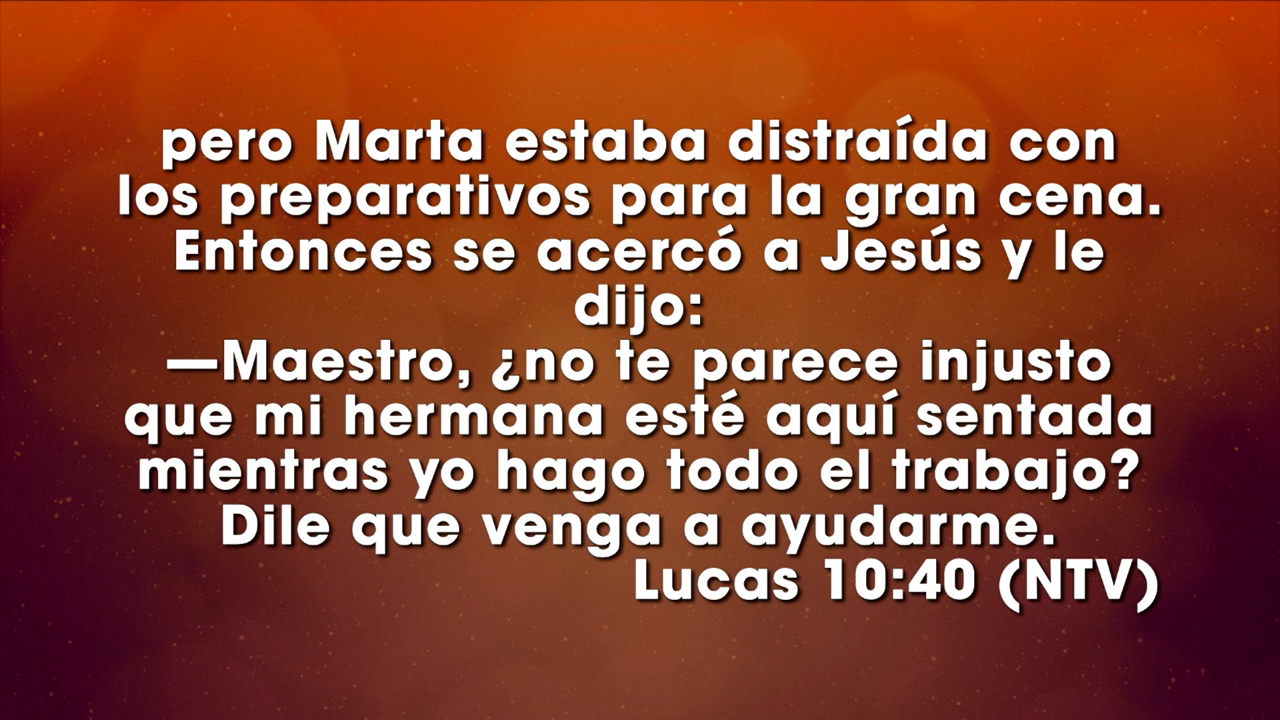 pero Marta estaba distraída con
los preparativos para la gran cena.
Entonces se acercó a Jesús y le
dijo:
—Maestro, ¿no te parece injusto
que mi hermana esté aquí sentada
mientras yo hago todo el trabajo?
Dile que venga a ayudarme.
Lucas 10:40 (NTV)